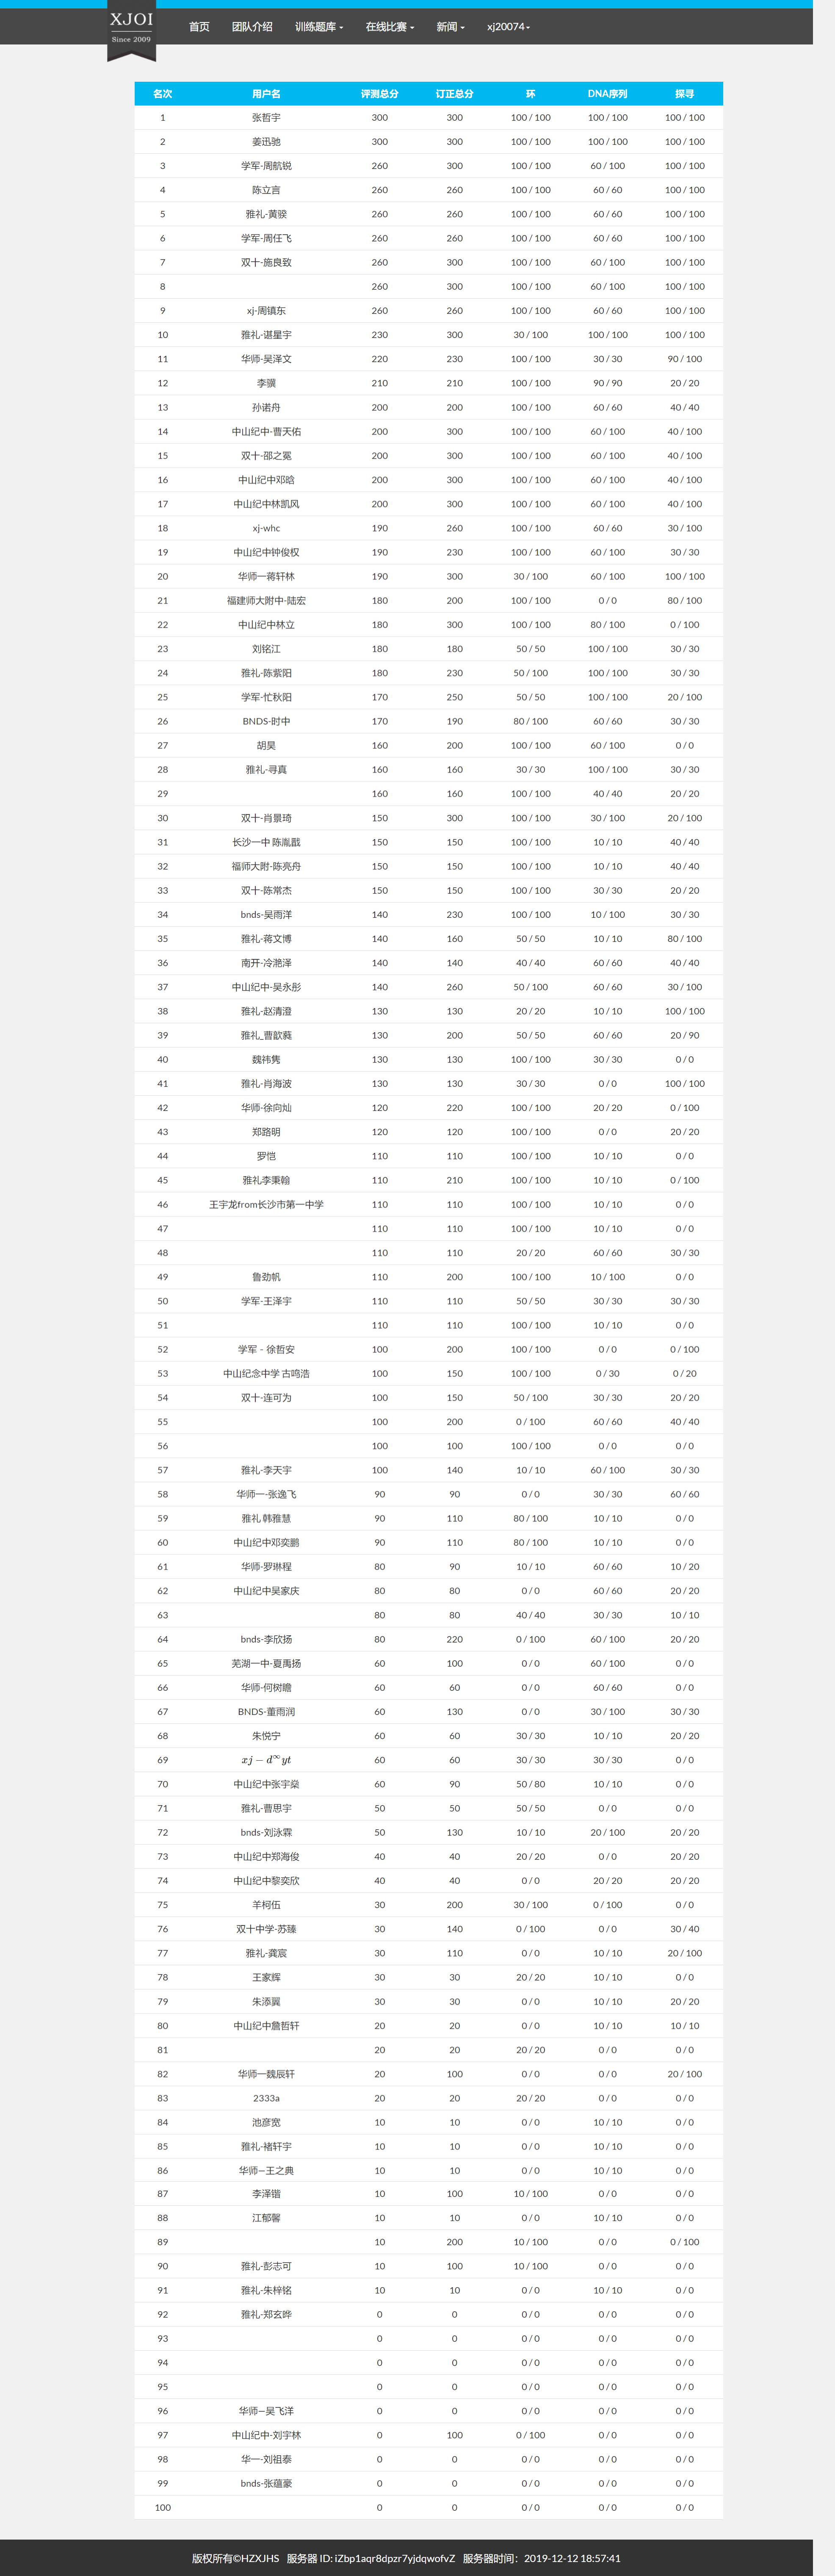 XJOI
Since 2009
首页 团队介绍 训练题库 在线比赛 新闻 xj20074
名次 用户名 评测总分 订正总分 环 DNA序列 探寻
1 张哲宇 300 300 100 / 100 100 / 100 100 / 100
2 姜迅驰 300 300 100 / 100 100 / 100 100 / 100
3 学军-周航锐 260 300 100 / 100 60 / 100 100 / 100
4 陈立言 260 260 100 / 100 60 / 60 100 / 100
5 雅礼-黄骙 260 260 100 / 100 60 / 60 100 / 100
6 学军-周任飞 260 260 100 / 100 60 / 60 100 / 100
7 双十-施良致 260 300 100 / 100 60 / 100 100 / 100
8 260 300 100 / 100 60 / 100 100 / 100
9 xj-周镇东 260 260 100 / 100 60 / 60 100 / 100
10 雅礼-谌星宇 230 300 30 / 100 100 / 100 100 / 100
11 华师-吴泽文 220 230 100 / 100 30 / 30 90 / 100
12 李骥 210 210 100 / 100 90 / 90 20 / 20
13 孙诺舟 200 200 100 / 100 60 / 60 40 / 40
14 中山纪中-曹天佑 200 300 100 / 100 60 / 100 40 / 100
15 双十-邵之冕 200 300 100 / 100 60 / 100 40 / 100
16 中山纪中邓晗 200 300 100 / 100 60 / 100 40 / 100
17 中山纪中林凯风 200 300 100 / 100 60 / 100 40 / 100
18 xj-whc 190 260 100 / 100 60 / 60 30 / 100
19 中山纪中钟俊权 190 230 100 / 100 60 / 100 30 / 30
20 华师一蒋轩林 190 300 30 / 100 60 / 100 100 / 100
21 福建师大附中-陆宏 180 200 100 / 100 0 / 0 80 / 100
22 中山纪中林立 180 300 100 / 100 80 / 100 0 / 100
23 刘铭江 180 180 50 / 50 100 / 100 30 / 30
24 雅礼-陈紫阳 180 230 50 / 100 100 / 100 30 / 30
25 学军-忙秋阳 170 250 50 / 50 100 / 100 20 / 100
26 BNDS-时中 170 190 80 / 100 60 / 60 30 / 30
27 胡昊 160 200 100 / 100 60 / 100 0 / 0
28 雅礼-寻真 160 160 30 / 30 100 / 100 30 / 30
29 160 160 100 / 100 40 / 40 20 / 20
30 双十-肖景琦 150 300 100 / 100 30 / 100 20 / 100
31 长沙一中 陈胤戬 150 150 100 / 100 10 / 10 40 / 40
32 福师大附-陈亮舟 150 150 100 / 100 10 / 10 40 / 40
33 双十-陈常杰 150 150 100 / 100 30 / 30 20 / 20
34 bnds-吴雨洋 140 230 100 / 100 10 / 100 30 / 30
35 雅礼-蒋文博 140 160 50 / 50 10 / 10 80 / 100
36 南开-冷滟泽 140 140 40 / 40 60 / 60 40 / 40
37 中山纪中-吴永彤 140 260 50 / 100 60 / 60 30 / 100
38 雅礼-赵清澄 130 130 20 / 20 10 / 10 100 / 100
39 雅礼_曹歆蕤 130 200 50 / 50 60 / 60 20 / 90
40 魏祎隽 130 130 100 / 100 30 / 30 0 / 0
41 雅礼-肖海波 130 130 30 / 30 0 / 0 100 / 100
42 华师-徐向灿 120 220 100 / 100 20 / 20 0 / 100
43 郑路明 120 120 100 / 100 0 / 0 20 / 20
44 罗恺 110 110 100 / 100 10 / 10 0 / 0
45 雅礼李秉翰 110 210 100 / 100 10 / 10 0 / 100
46 王宇龙from长沙市第一中学 110 110 100 / 100 10 / 10 0 / 0
47 110 110 100 / 100 10 / 10 0 / 0
48 110 110 20 / 20 60 / 60 30 / 30
49 鲁劲帆 110 200 100 / 100 10 / 100 0 / 0
50 学军-王泽宇 110 110 50 / 50 30 / 30 30 / 30
51 110 110 100 / 100 10 / 10 0 / 0
52 学军 - 徐哲安 100 200 100 / 100 0 / 0 0 / 100
53 中山纪念中学 古鸣浩 100 150 100 / 100 0 / 30 0 / 20
54 双十-连可为 100 150 50 / 100 30 / 30 20 / 20
55 100 200 0 / 100 60 / 60 40 / 40
56 100 100 100 / 100 0 / 0 0 / 0
57 雅礼-李天宇 100 140 10 / 10 60 / 100 30 / 30
58 华师一-张逸飞 90 90 0 / 0 30 / 30 60 / 60
59 雅礼 韩雅慧 90 110 80 / 100 10 / 10 0 / 0
60 中山纪中邓奕鹏 90 110 80 / 100 10 / 10 0 / 0
61 华师-罗琳程 80 90 10 / 10 60 / 60 10 / 20
62 中山纪中吴家庆 80 80 0 / 0 60 / 60 20 / 20
63 80 80 40 / 40 30 / 30 10 / 10
64 bnds-李欣扬 80 220 0 / 100 60 / 100 20 / 20
65 芜湖一中-夏禹扬 60 100 0 / 0 60 / 100 0 / 0
66 华师-何树瞻 60 60 0 / 0 60 / 60 0 / 0
67 BNDS-董雨润 60 130 0 / 0 30 / 100 30 / 30
68 朱悦宁 60 60 30 / 30 10 / 10 20 / 20
69 xj − d^∞yt 60 60 30 / 30 30 / 30 0 / 0
70 中山纪中张宇燊 60 90 50 / 80 10 / 10 0 / 0
71 雅礼-曹思宇 50 50 50 / 50 0 / 0 0 / 0
72 bnds-刘泳霖 50 130 10 / 10 20 / 100 20 / 20
73 中山纪中郑海俊 40 40 20 / 20 0 / 0 20 / 20
74 中山纪中黎奕欣 40 40 0 / 0 20 / 20 20 / 20
75 羊柯伍 30 200 30 / 100 0 / 100 0 / 0
76 双十中学-苏臻 30 140 0 / 100 0 / 0 30 / 40
77 雅礼-龚宸 30 110 0 / 0 10 / 10 20 / 100
78 王家辉 30 30 20 / 20 10 / 10 0 / 0
79 朱添翼 30 30 0 / 0 10 / 10 20 / 20
80 中山纪中詹哲轩 20 20 0 / 0 10 / 10 10 / 10
81 20 20 20 / 20 0 / 0 0 / 0
82 华师一魏辰轩 20 100 0 / 0 0 / 0 20 / 100
83 2333a 20 20 20 / 20 0 / 0 0 / 0
84 池彦宽 10 10 0 / 0 10 / 10 0 / 0
85 雅礼-褚轩宇 10 10 0 / 0 10 / 10 0 / 0
86 华师—王之典 10 10 0 / 0 10 / 10 0 / 0
87 李泽锴 10 100 10 / 100 0 / 0 0 / 0
88 江郁馨 10 10 0 / 0 10 / 10 0 / 0
89 10 200 10 / 100 0 / 0 0 / 100
90 雅礼-彭志可 10 100 10 / 100 0 / 0 0 / 0
91 雅礼-朱梓铭 10 10 0 / 0 10 / 10 0 / 0
92 雅礼-郑玄晔 0 0 0 / 0 0 / 0 0 / 0
93 0 0 0 / 0 0 / 0 0 / 0
94 0 0 0 / 0 0 / 0 0 / 0
95 0 0 0 / 0 0 / 0 0 / 0
96 华师—吴飞洋 0 0 0 / 0 0 / 0 0 / 0
97 中山纪中-刘宇林 0 100 0 / 100 0 / 0 0 / 0
98 华一-刘祖泰 0 0 0 / 0 0 / 0 0 / 0
99 bnds-张蕴豪 0 0 0 / 0 0 / 0 0 / 0
100 0 0 0 / 0 0 / 0 0 / 0
版权所有©HZXJHS 服务器 ID: iZbp1aqr8dpzr7yjdqwofvZ 服务器时间：2019-12-12 18:57:41